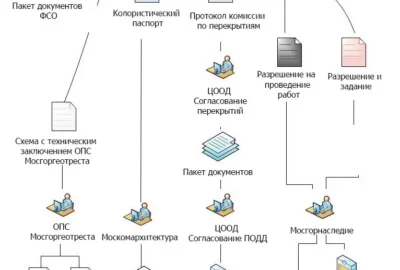 Пакет документов
ФСО
Колористический
паспорт
Протокол комиссии
по перекрытиям
Разрешение на
проведение
работ
Разрешение и
задание
ЦООД
Согласование
перекрытий
Схема с техническим
заключением ОПС
Мосгоргеотреста
Пакет документов
ОПС
Мосгоргеотреста
Москомархитектура
ЦООД
Согласование ПОДД
Мосгорнаследие